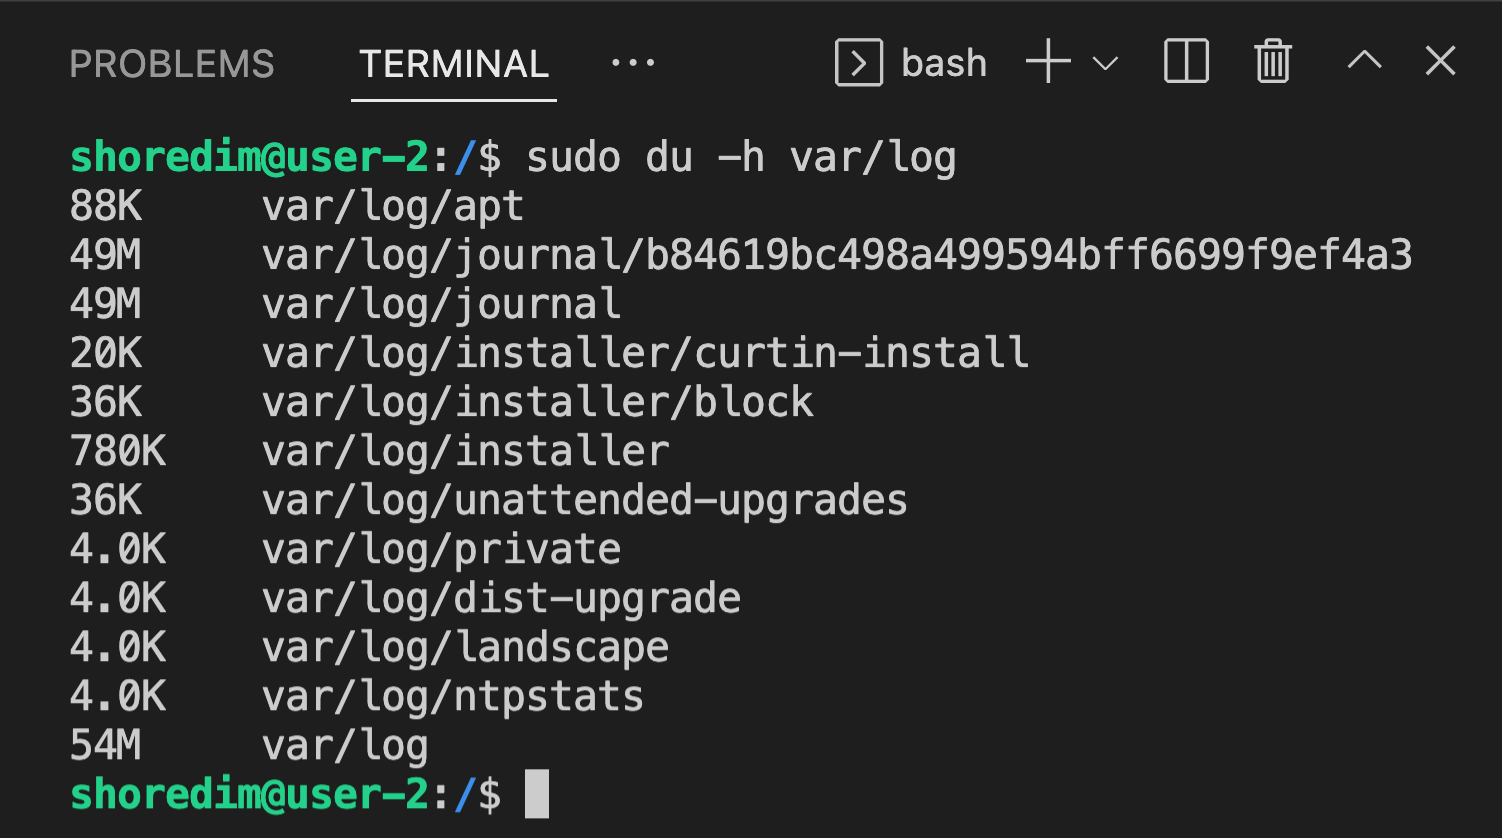 PROBLEMS TERMINAL ··· bash
shoredim@user-2:/$ sudo du -h var/log
88K var/log/apt
49M var/log/journal/b84619bc498a499594bff6699f9ef4a3
49M var/log/journal
20K var/log/installer/curtin-install
36K var/log/installer/block
780K var/log/installer
36K var/log/unattended-upgrades
4.0K var/log/private
4.0K var/log/dist-upgrade
4.0K var/log/landscape
4.0K var/log/ntpstats
54M var/log
shoredim@user-2:/$